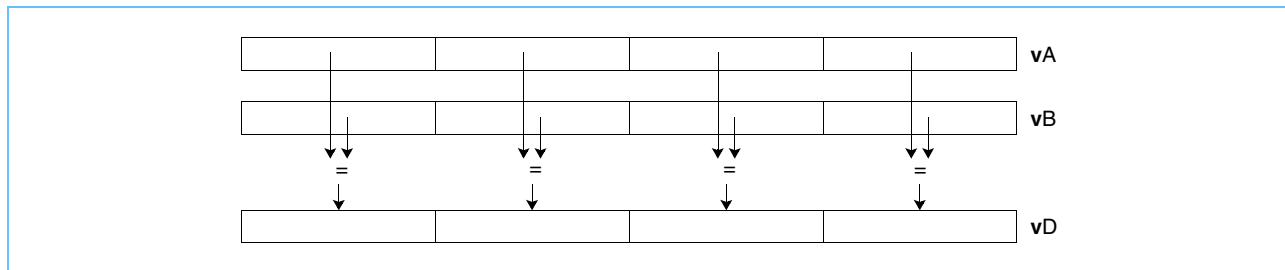 vA
vB
= = = =
vD